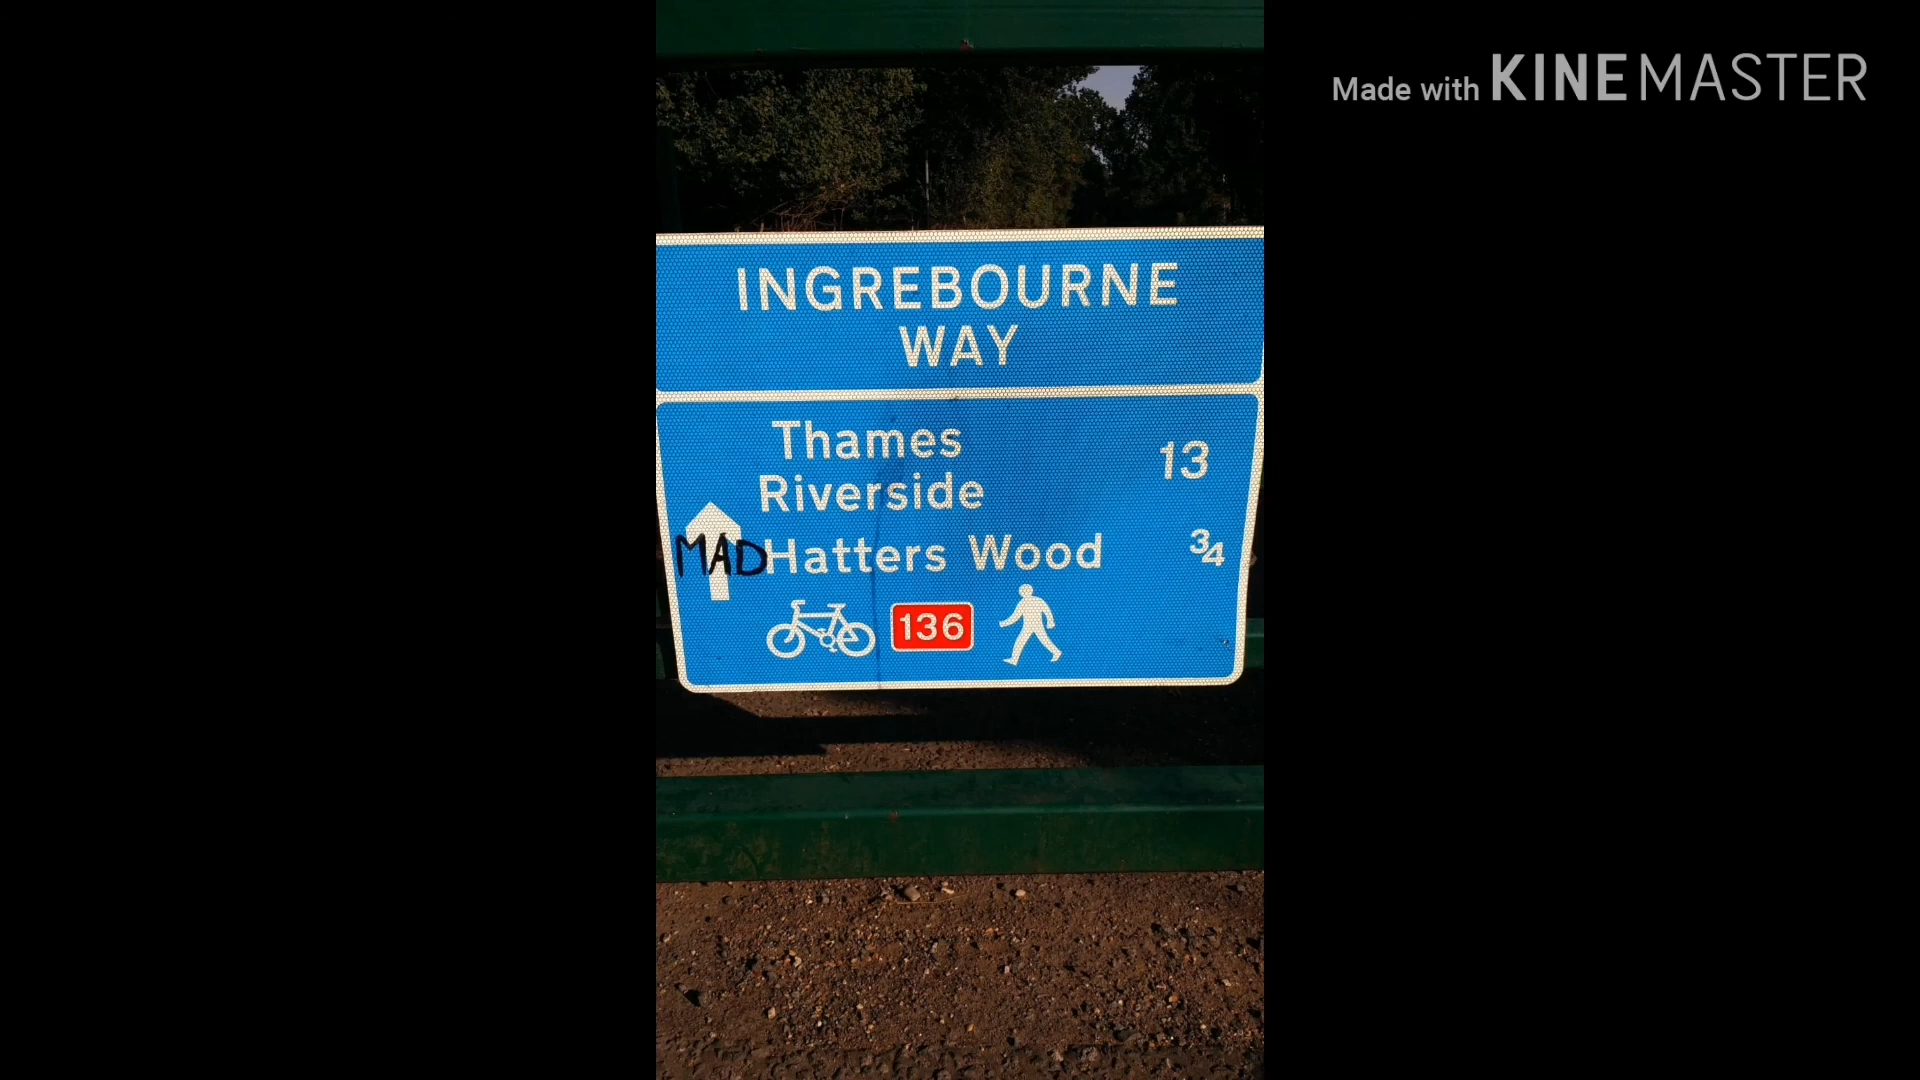 Made with KINEMASTER
INGREBOURNE
WAY
Thames
Riverside 13
MAD Hatters Wood ¾
136